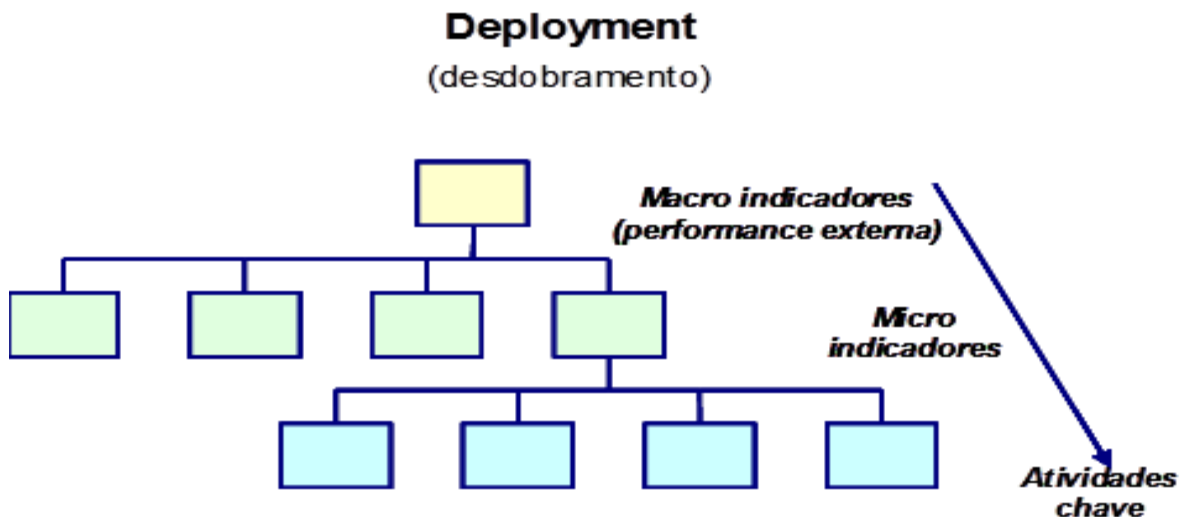 Deployment
(desdobramento)
Macro indicadores
(performance externa)
Micro
indicadores
Atividades
chave